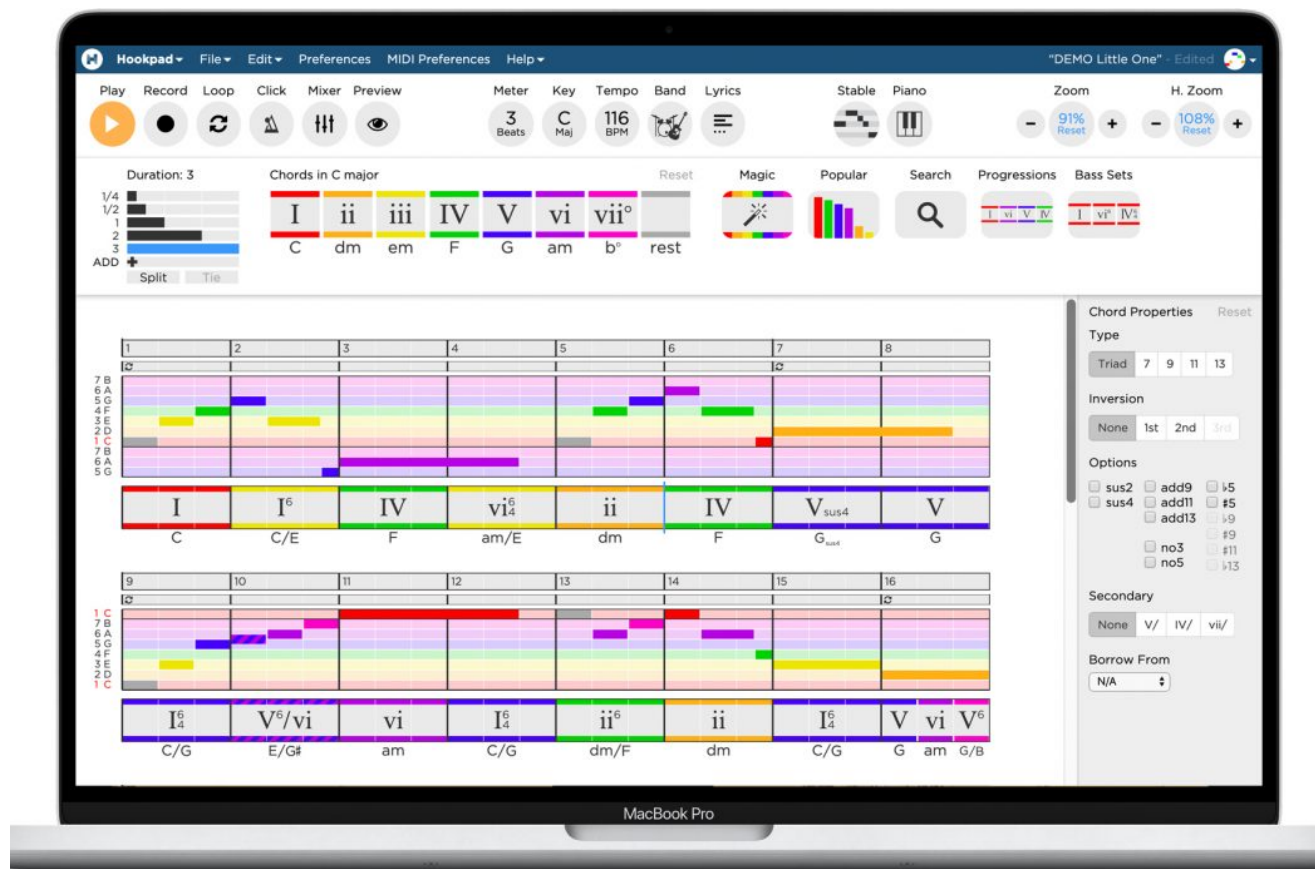 Hookpad File Edit Preferences MIDI Preferences Help "DEMO Little One" - Edited
Play Record Loop Click Mixer Preview Meter Key Tempo Band Lyrics Stable Piano Zoom H. Zoom
3 C 116 - 91% + - 108% +
Beats Maj BPM Reset Reset
Duration: 3 Chords in C major Reset Magic Popular Search Progressions Bass Sets
1/4
1/2
1
2
3
ADD +
Split Tie
I ii iii IV V vi vii°
C dm em F G am b° rest
I vi V IV
I vi⁶ IV⁶₄
1 2 3 4 5 6 7 8
7 B
6 A
5 G
4 F
3 E
2 D
1 C
7 B
6 A
5 G
I I⁶ IV vi⁶₄ ii IV Vsus4 V
C C/E F am/E dm F Gsus4 G
9 10 11 12 13 14 15 16
1 C
7 B
6 A
5 G
4 F
3 E
2 D
1 C
I⁶₄ V⁶/vi vi I⁶₄ ii⁶ ii I⁶₄ V vi V⁶
C/G E/G# am C/G dm/F dm C/G G am G/B
Chord Properties Reset
Type
Triad 7 9 11 13
Inversion
None 1st 2nd 3rd
Options
sus2 add9 ♭5
sus4 add11 #5
add13 ♭9
#9
no3 #11
no5 ♭13
Secondary
None V/ IV/ vii/
Borrow From
N/A
MacBook Pro